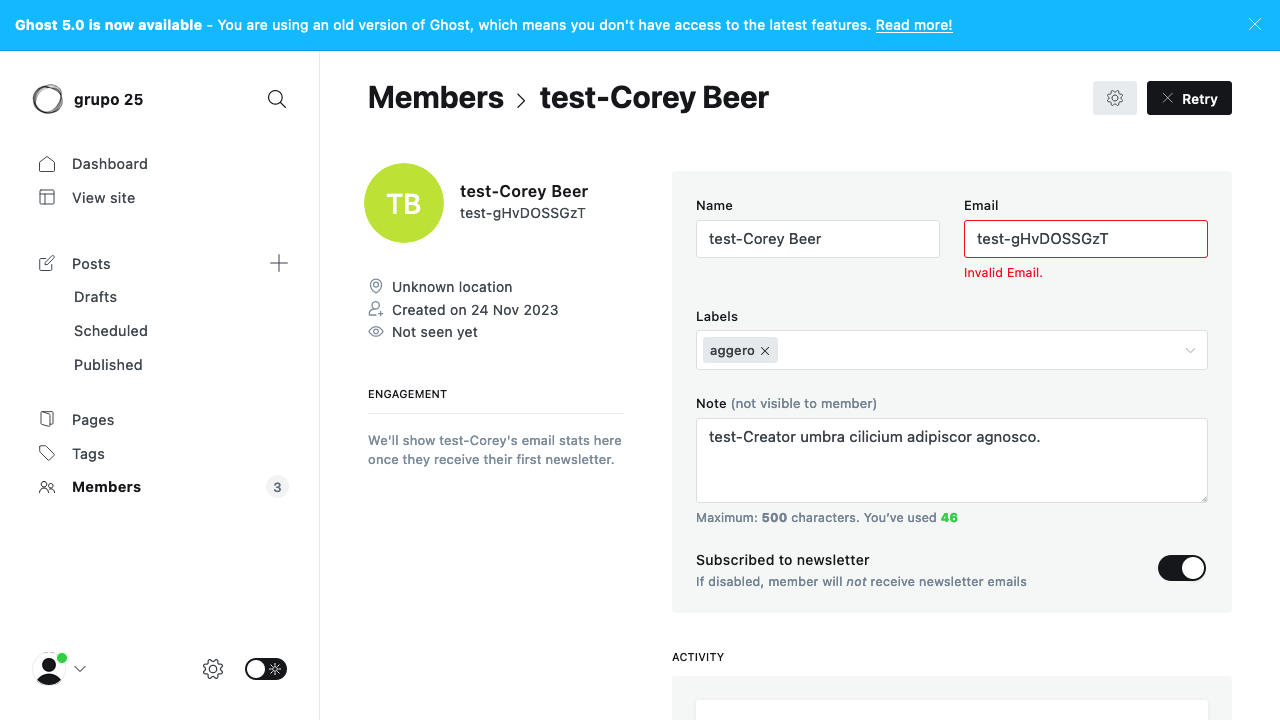 Ghost 5.0 is now available - You are using an old version of Ghost, which means you don't have access to the latest features. Read more!
grupo 25
Dashboard
View site
Posts
Drafts
Scheduled
Published
Pages
Tags
Members
3
Members
test-Corey Beer
Retry
TB
test-Corey Beer
test-gHvDOSSGzT
Unknown location
Created on 24 Nov 2023
Not seen yet
ENGAGEMENT
We'll show test-Corey's email stats here
once they receive their first newsletter.
Name
test-Corey Beer
Email
test-gHvDOSSGzT
Invalid Email.
Labels
aggero
Note (not visible to member)
test-Creator umbra cilicium adipiscor agnosco.
Maximum: 500 characters. You’ve used 46
Subscribed to newsletter
If disabled, member will not receive newsletter emails
ACTIVITY